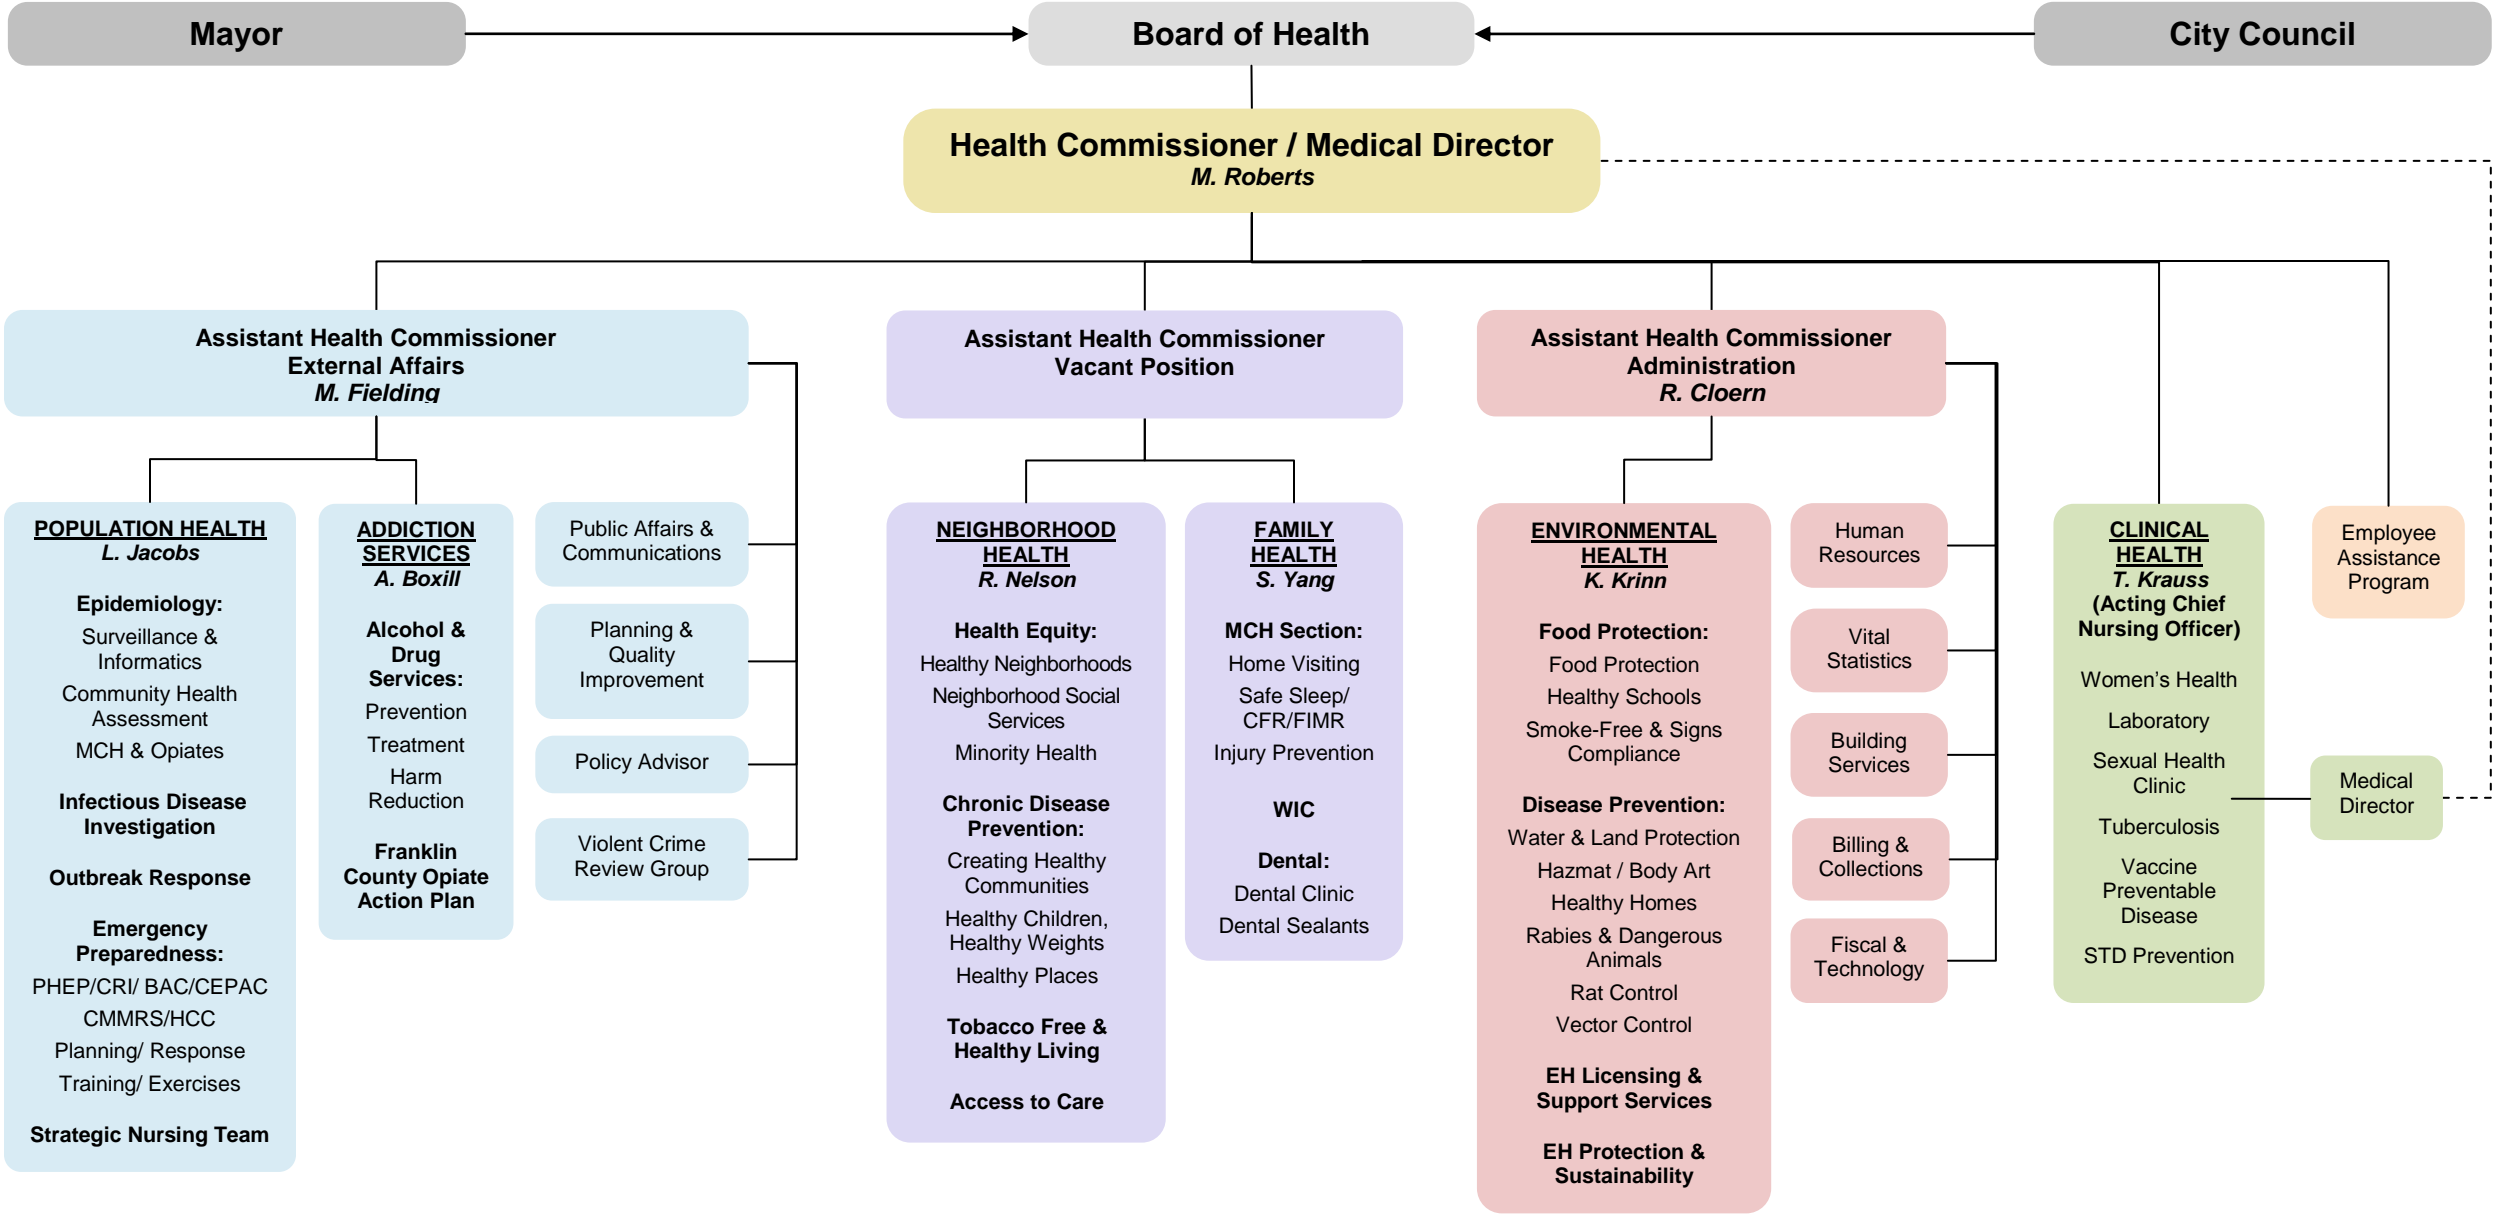 Mayor
Board of Health
City Council
Health Commissioner / Medical Director
M. Roberts
Assistant Health Commissioner
External Affairs
M. Fielding
Assistant Health Commissioner
Vacant Position
Assistant Health Commissioner
Administration
R. Cloern
POPULATION HEALTH
L. Jacobs
Epidemiology:
Surveillance &
Informatics
Community Health
Assessment
MCH & Opiates
Infectious Disease
Investigation
Outbreak Response
Emergency
Preparedness:
PHEP/CRI/ BAC/CEPAC
CMMRS/HCC
Planning/ Response
Training/ Exercises
Strategic Nursing Team
ADDICTION
SERVICES
A. Boxill
Alcohol &
Drug
Services:
Prevention
Treatment
Harm
Reduction
Franklin
County Opiate
Action Plan
Public Affairs &
Communications
Planning &
Quality
Improvement
Policy Advisor
Violent Crime
Review Group
NEIGHBORHOOD
HEALTH
R. Nelson
Health Equity:
Healthy Neighborhoods
Neighborhood Social
Services
Minority Health
Chronic Disease
Prevention:
Creating Healthy
Communities
Healthy Children,
Healthy Weights
Healthy Places
Tobacco Free &
Healthy Living
Access to Care
FAMILY
HEALTH
S. Yang
MCH Section:
Home Visiting
Safe Sleep/
CFR/FIMR
Injury Prevention
WIC
Dental:
Dental Clinic
Dental Sealants
ENVIRONMENTAL
HEALTH
K. Krinn
Food Protection:
Food Protection
Healthy Schools
Smoke-Free & Signs
Compliance
Disease Prevention:
Water & Land Protection
Hazmat / Body Art
Healthy Homes
Rabies & Dangerous
Animals
Rat Control
Vector Control
EH Licensing &
Support Services
EH Protection &
Sustainability
Human
Resources
Vital
Statistics
Building
Services
Billing &
Collections
Fiscal &
Technology
CLINICAL
HEALTH
T. Krauss
(Acting Chief
Nursing Officer)
Women's Health
Laboratory
Sexual Health
Clinic
Tuberculosis
Vaccine
Preventable
Disease
STD Prevention
Employee
Assistance
Program
Medical
Director